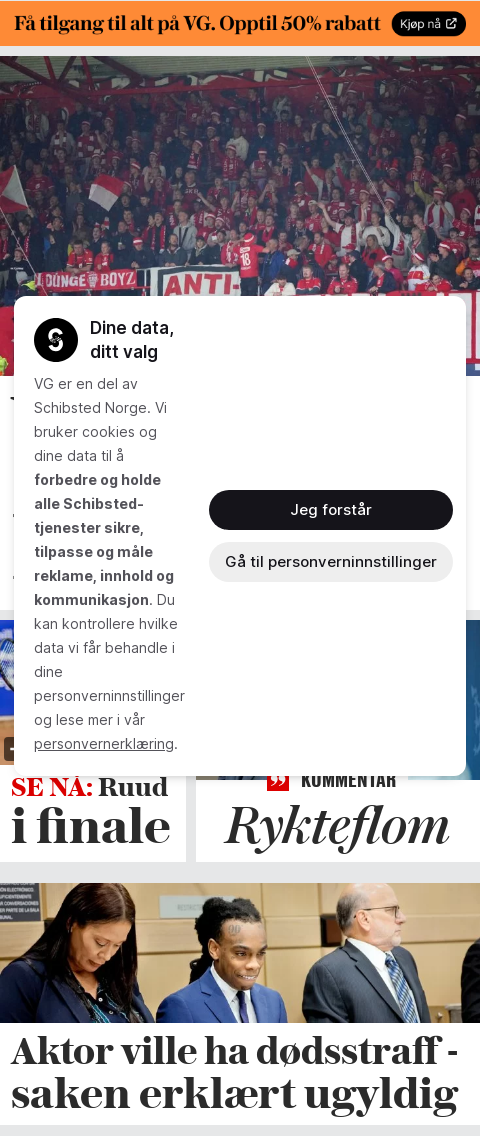 Få tilgang til alt på VG. Opptil 50% rabatt
Kjøp nå
LOUNGE BOYZ
ANTI-
18
Dine data,
ditt valg
VG er en del av
Schibsted Norge. Vi
bruker cookies og
dine data til å
forbedre og holde
alle Schibsted-
tjenester sikre,
tilpasse og måle
reklame, innhold og
kommunikasjon. Du
kan kontrollere hvilke
data vi får behandle i
dine
personverninnstillinger
og lese mer i vår
personvernerklæring.
Jeg forstår
Gå til personverninnstillinger
SE NÅ: Ruud
i finale
KOMMENTAR
Rykteflom
Aktor ville ha dødsstraff -
saken erklært ugyldig